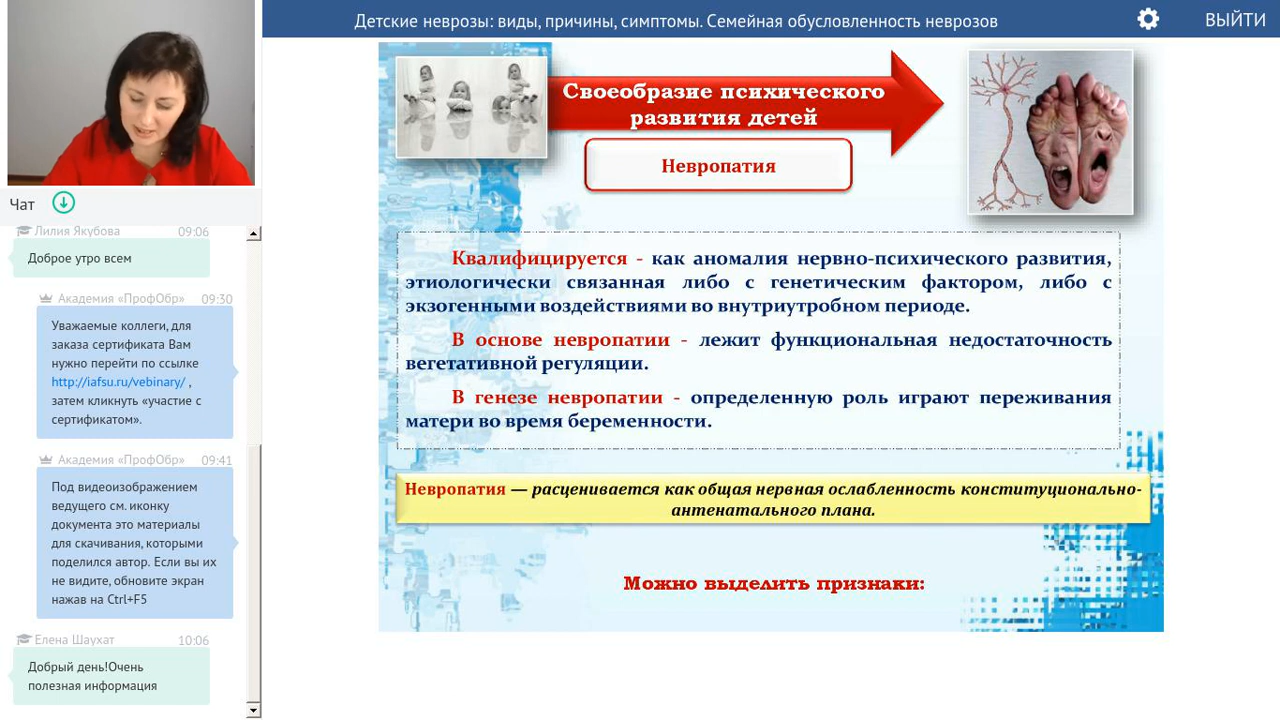 Детские неврозы: виды, причины, симптомы. Семейная обусловленность неврозов
ВЫЙТИ
Чат
Лилия Якубова 09:06
Доброе утро всем
Академия «ПрофОбр» 09:30
Уважаемые коллеги, для
заказа сертификата Вам
нужно перейти по ссылке
http://iafsu.ru/vebinary/ ,
затем кликнуть «участие с
сертификатом».
Академия «ПрофОбр» 09:41
Под видеоизображением
ведущего см. иконку
документа это материалы
для скачивания, которыми
поделился автор. Если вы их
не видите, обновите экран
нажав на Ctrl+F5
Елена Шаухат 10:06
Добрый день!Очень
полезная информация
Своеобразие психического
развития детей
Невропатия
Квалифицируется - как аномалия нервно-психического развития,
этиологически связанная либо с генетическим фактором, либо с
экзогенными воздействиями во внутриутробном периоде.
В основе невропатии - лежит функциональная недостаточность
вегетативной регуляции.
В генезе невропатии - определенную роль играют переживания
матери во время беременности.
Невропатия — расценивается как общая нервная ослабленность конституционально-
антенатального плана.
Можно выделить признаки: